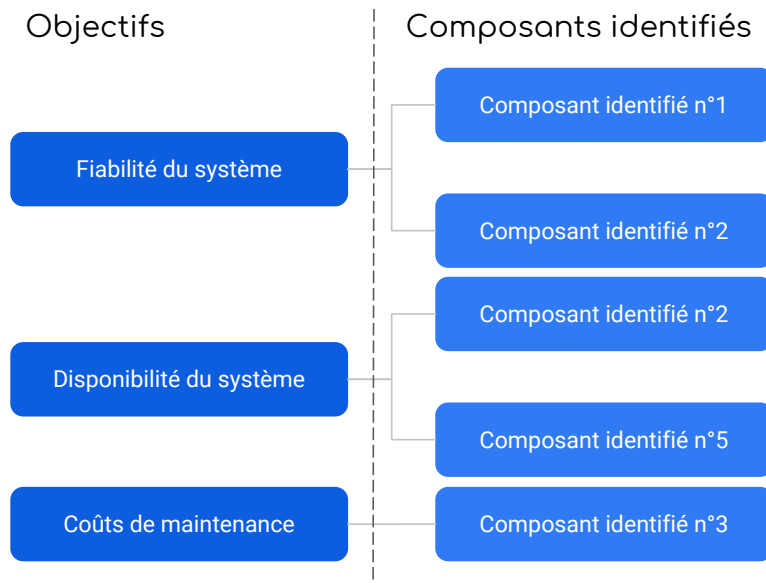 Objectifs
Composants identifiés
Composant identifié n°1
Fiabilité du système
Composant identifié n°2
Composant identifié n°2
Disponibilité du système
Composant identifié n°5
Coûts de maintenance
Composant identifié n°3